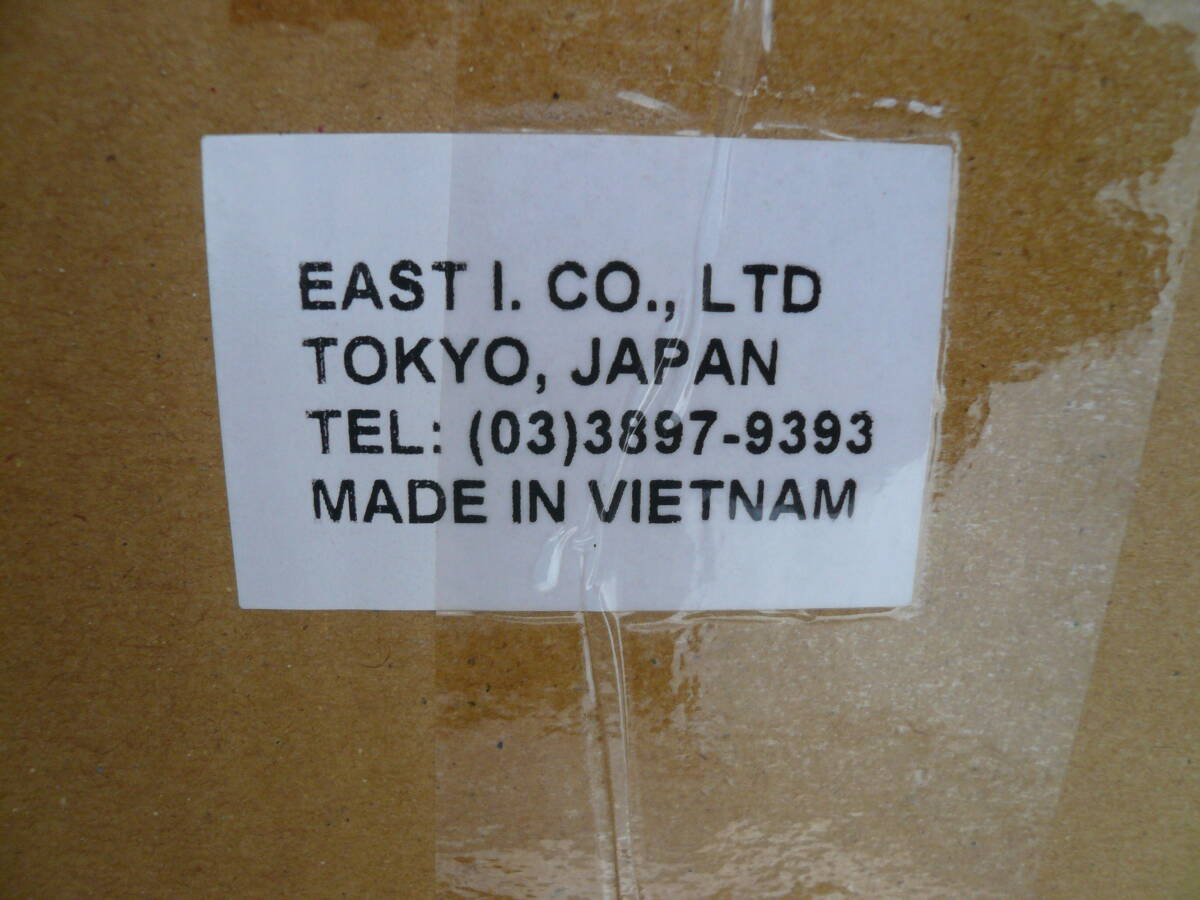 EAST I. CO., LTD
TOKYO, JAPAN
TEL: (03)3897-9393
MADE IN VIETNAM